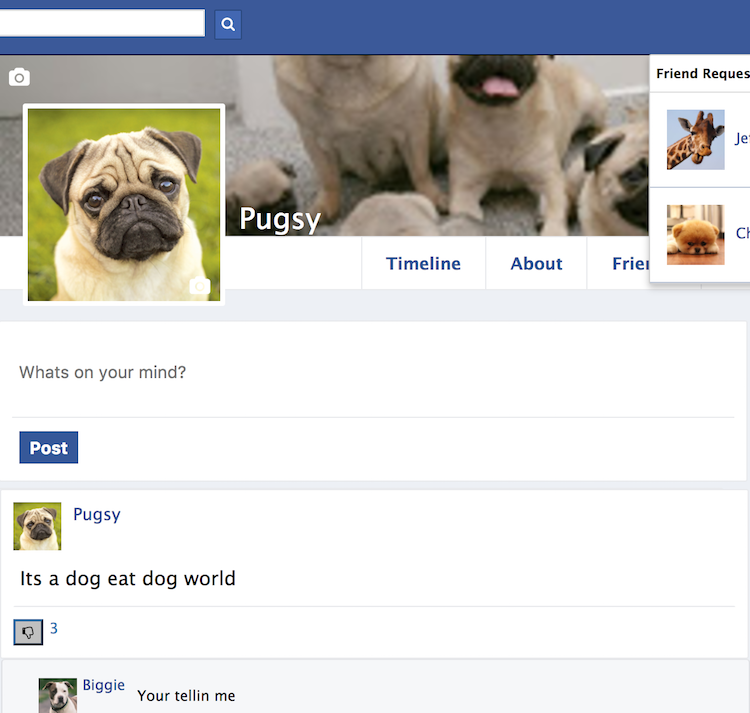 Friend Reques
Je
Pugsy
Ch
Timeline
About
Frie
Whats on your mind?
Post
Pugsy
Its a dog eat dog world
3
Biggie
Your tellin me